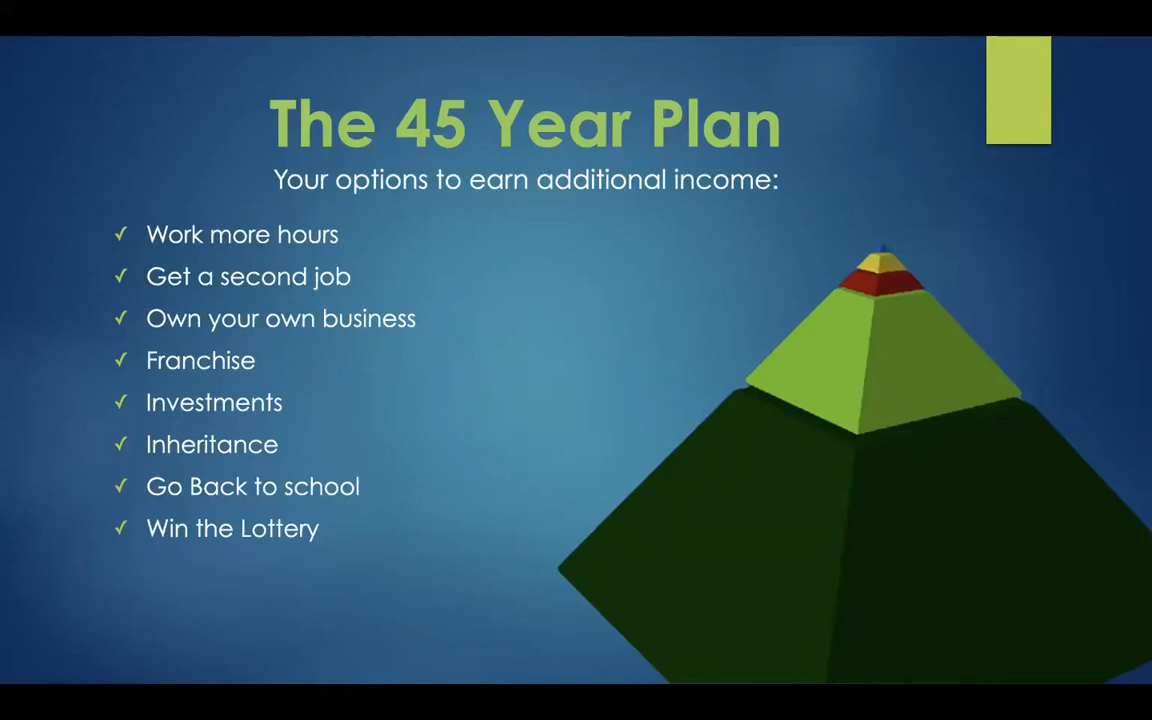 The 45 Year Plan
Your options to earn additional income:
✓ Work more hours
✓ Get a second job
✓ Own your own business
✓ Franchise
✓ Investments
✓ Inheritance
✓ Go Back to school
✓ Win the Lottery